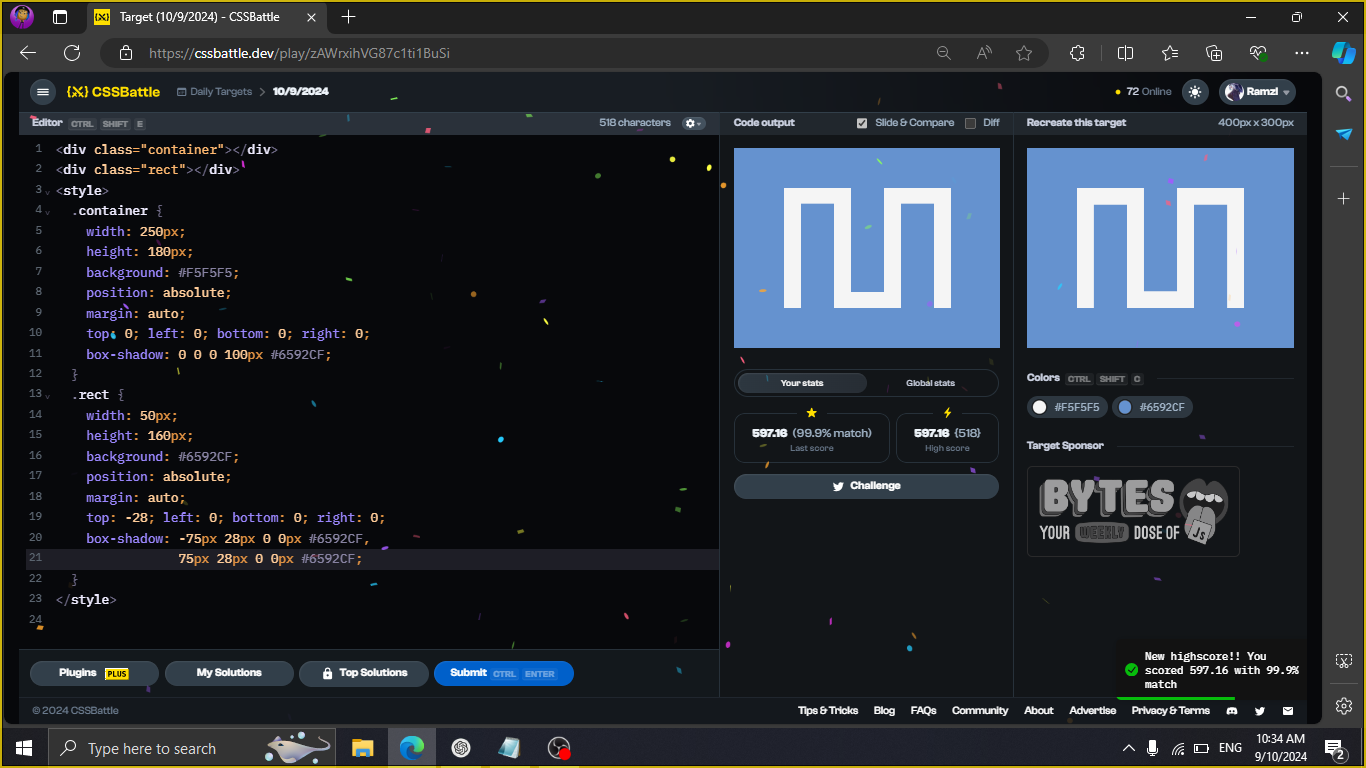 Target (10/9/2024) - CSSBattle
https://cssbattle.dev/play/zAWrxihVG87c1ti1BuSi
{X} CSSBattle
Daily Targets > 10/9/2024
72 Online
Ramzi
Editor CTRL SHIFT E
518 characters
Code output
Slide & Compare
Diff
Recreate this target
400px x 300px
1 <div class="container"></div>
2 <div class="rect"></div>
3 <style>
4 .container {
5 width: 250px;
6 height: 180px;
7 background: #F5F5F5;
8 position: absolute;
9 margin: auto;
10 top: 0; left: 0; bottom: 0; right: 0;
11 box-shadow: 0 0 0 100px #6592CF;
12 }
13 .rect {
14 width: 50px;
15 height: 160px;
16 background: #6592CF;
17 position: absolute;
18 margin: auto;
19 top: -28; left: 0; bottom: 0; right: 0;
20 box-shadow: -75px 28px 0 0px #6592CF,
21 75px 28px 0 0px #6592CF;
22 }
23 </style>
24
Your stats
Global stats
597.16 (99.9% match)
Last score
597.16 {518}
High score
Challenge
Colors CTRL SHIFT C
#F5F5F5
#6592CF
Target Sponsor
BYTES
YOUR WEEKLY DOSE OF JS
New highscore!! You
scored 597.16 with 99.9%
match
Plugins PLUS
My Solutions
Top Solutions
Submit CTRL ENTER
© 2024 CSSBattle
Tips & Tricks
Blog
FAQs
Community
About
Advertise
Privacy & Terms
Type here to search
ENG
10:34 AM
9/10/2024
2